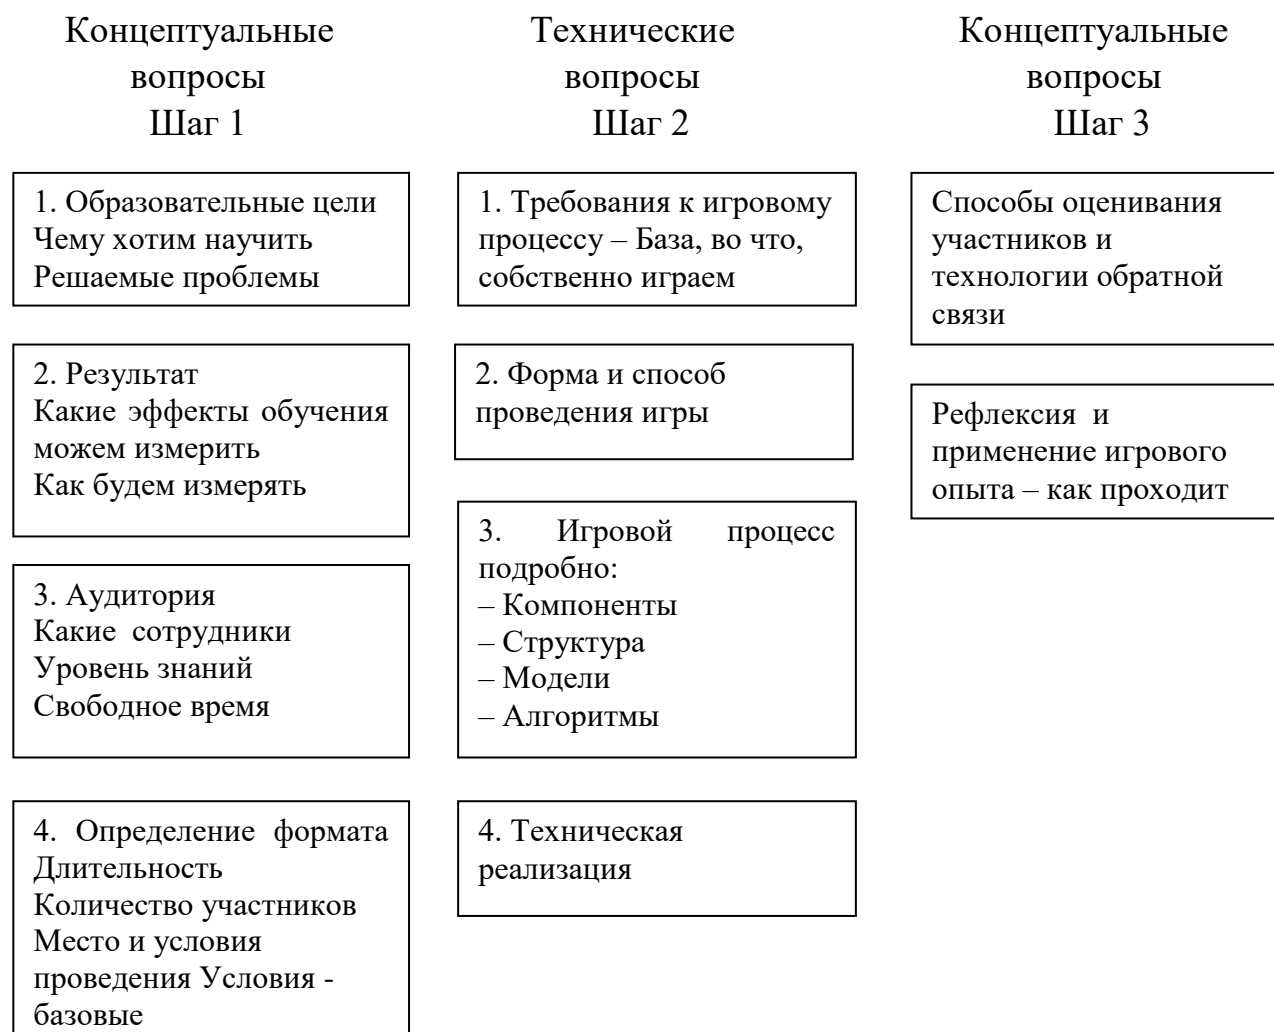 Концептуальные
вопросы
Шаг 1
1. Образовательные цели
Чему хотим научить
Решаемые проблемы
2. Результат
Какие эффекты обучения
можем измерить
Как будем измерять
3. Аудитория
Какие сотрудники
Уровень знаний
Свободное время
4. Определение формата
Длительность
Количество участников
Место и условия
проведения Условия -
базовые
Технические
вопросы
Шаг 2
1. Требования к игровому
процессу – База, во что,
собственно играем
2. Форма и способ
проведения игры
3. Игровой процесс
подробно:
– Компоненты
– Структура
– Модели
– Алгоритмы
4. Техническая
реализация
Концептуальные
вопросы
Шаг 3
Способы оценивания
участников и
технологии обратной
связи
Рефлексия и
применение игрового
опыта – как проходит